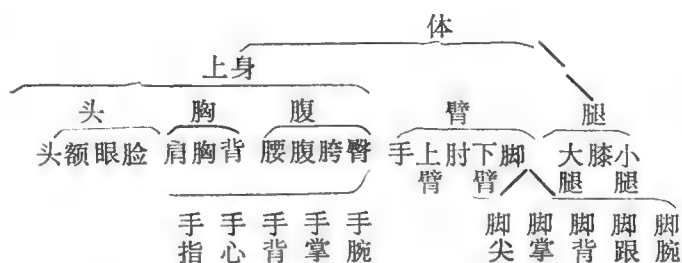 体
上身
头 胸 腹 臂 腿
头额眼脸 肩胸背 腰腹胯臀 手上肘下脚 大膝小
臂 臂 腿 腿
手 手 手 手 手 脚 脚 脚 脚 脚
指 心 背 掌 腕 尖 掌 背 跟 腕